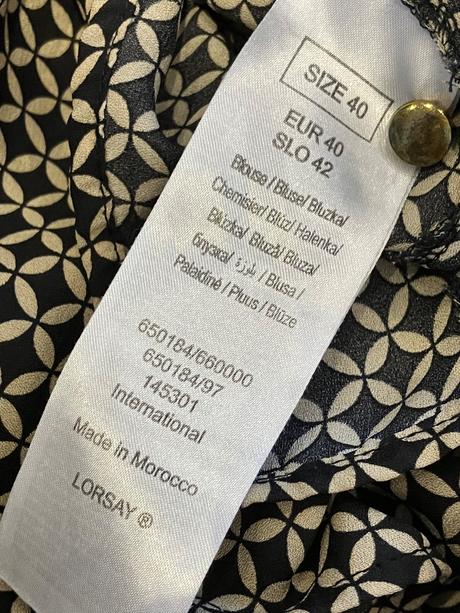 SIZE 40
EUR 40
SLO 42
Blouse / Bluse / Bluzka /
Chemisier / Blúz / Halenka /
Blúzka / Bluză / Bluza /
блузка / بلوزة / Blusa /
Palaidinė / Pluus / Blūze
650184/660000
650184/97
145301
International
Made in Morocco
LORSAY ®